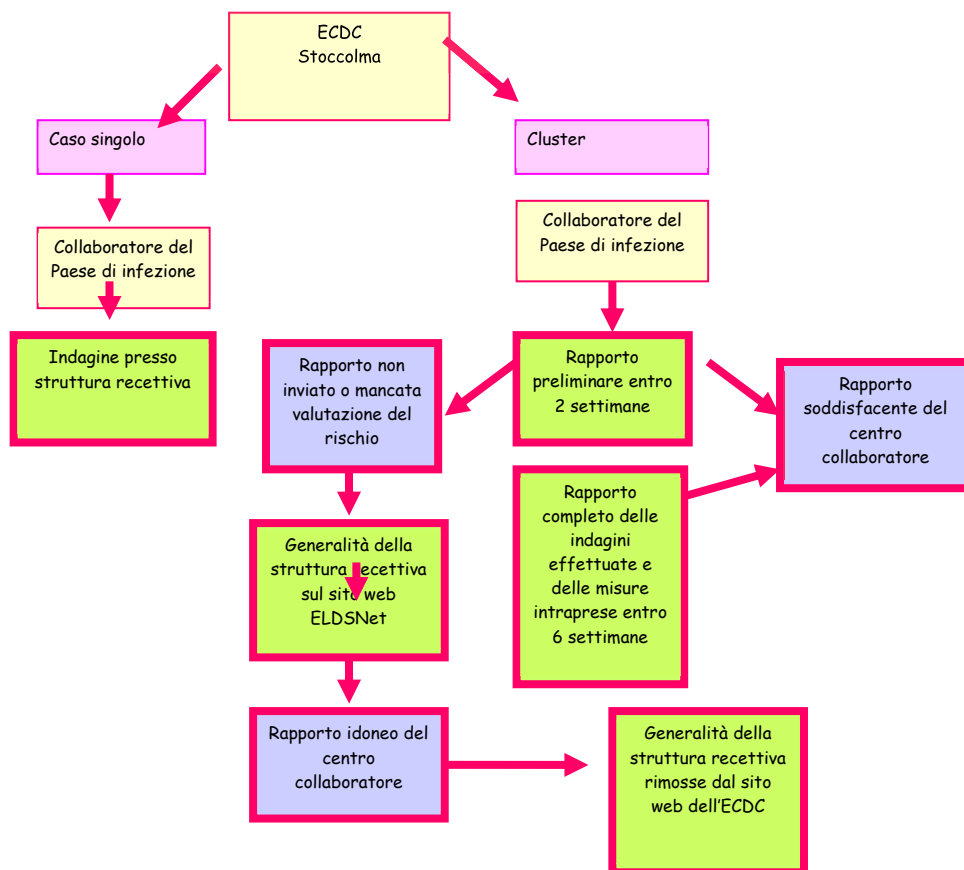 ECDC
Stoccolma
Caso singolo
Cluster
Collaboratore del
Paese di infezione
Collaboratore del
Paese di infezione
Indagine presso
struttura recettiva
Rapporto non
inviato o mancata
valutazione del
rischio
Rapporto
preliminare entro
2 settimane
Rapporto
soddisfacente del
centro
collaboratore
Rapporto
completo delle
indagini
effettuate e
delle misure
intraprese entro
6 settimane
Generalità della
struttura recettiva
sul sito web
ELDSNet
Rapporto idoneo del
centro
collaboratore
Generalità della
struttura recettiva
rimosse dal sito
web dell'ECDC